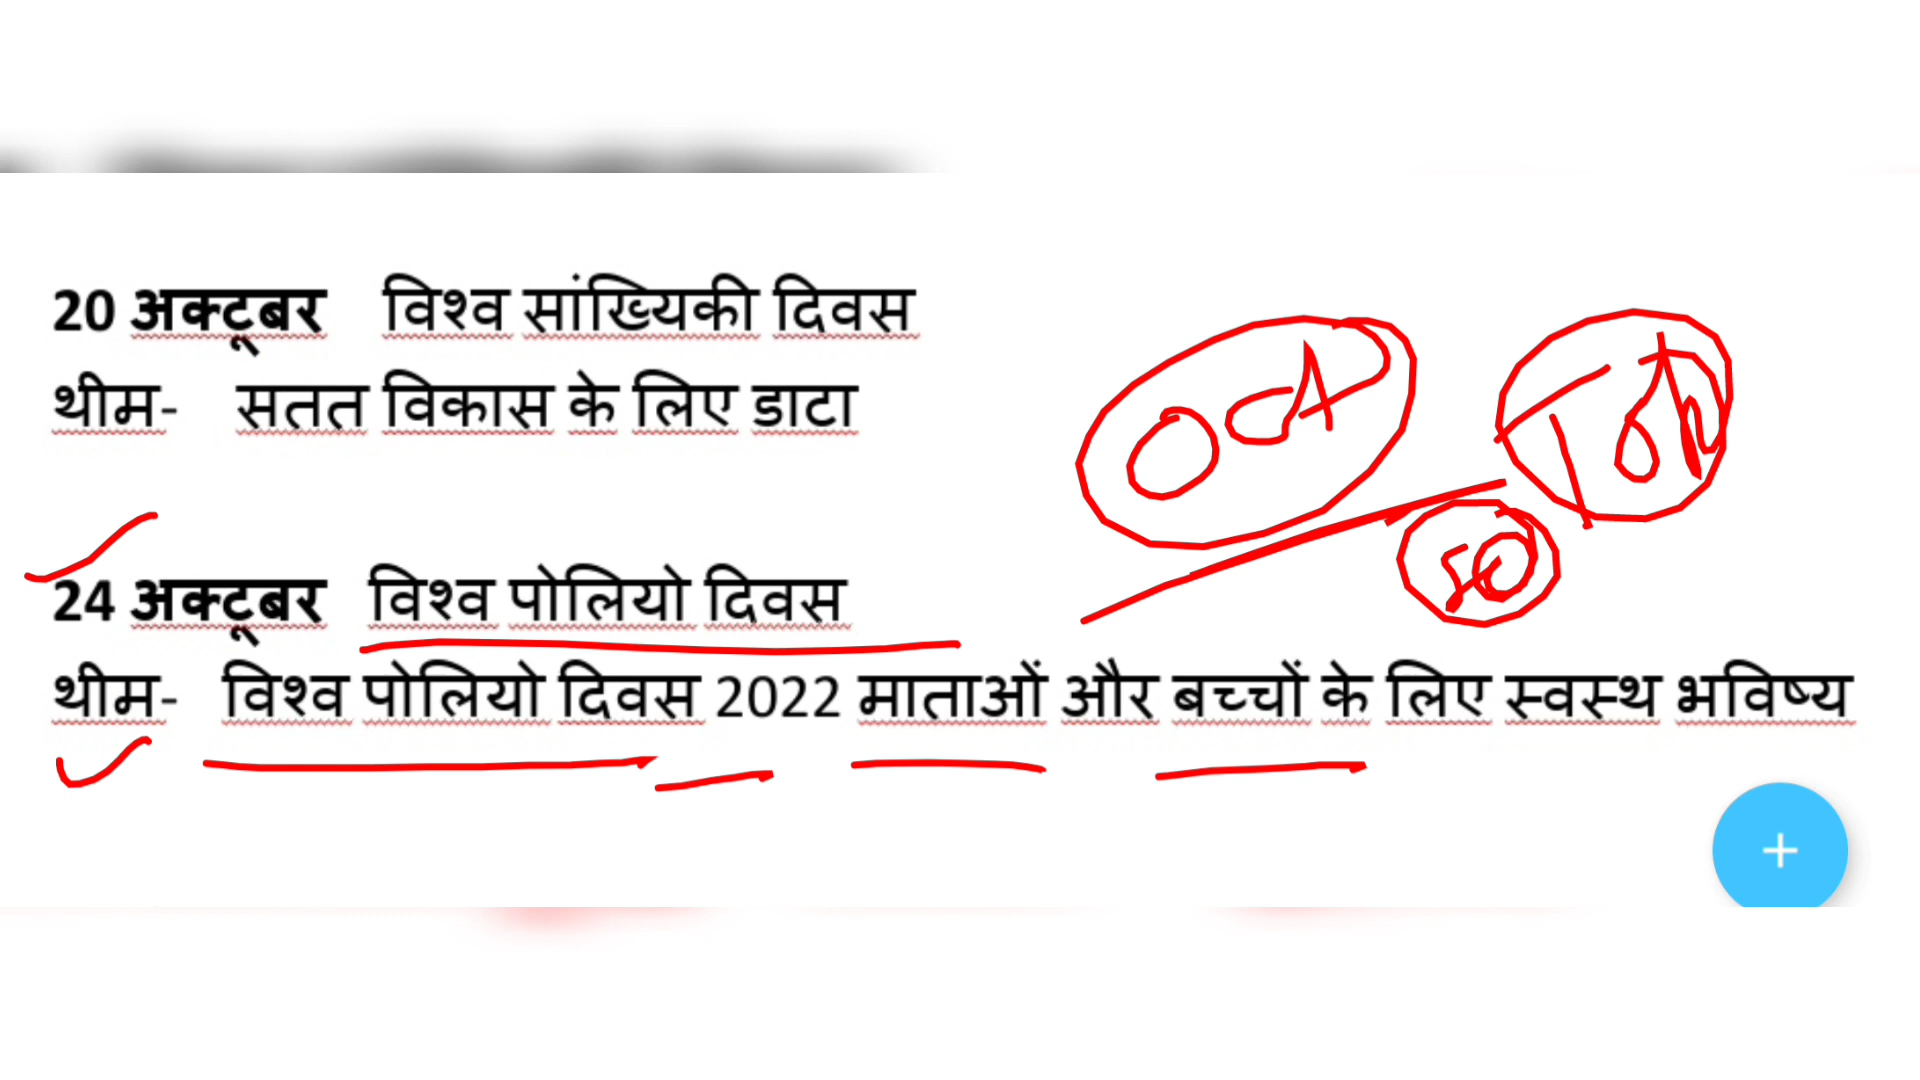 20 अक्टूबर विश्व सांख्यिकी दिवस
थीम- सतत विकास के लिए डाटा
24 अक्टूबर विश्व पोलियो दिवस
थीम- विश्व पोलियो दिवस 2022 माताओं और बच्चों के लिए स्वस्थ भविष्य
+